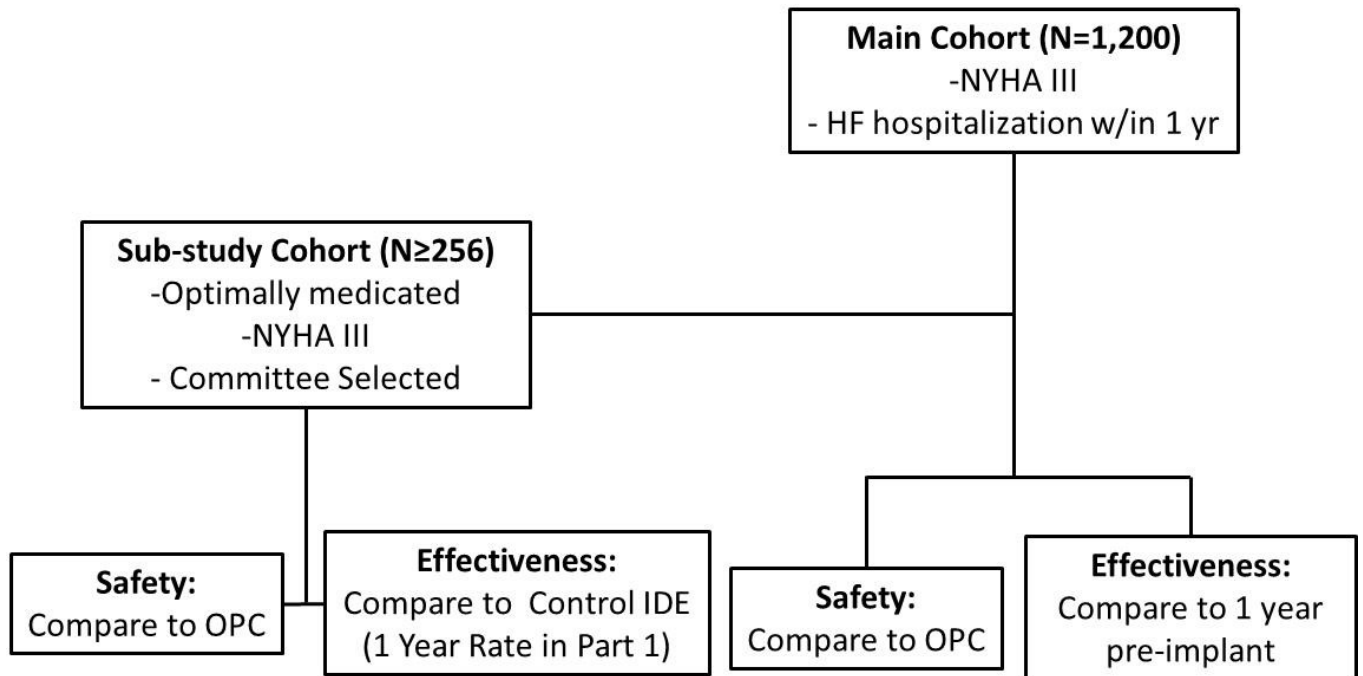 Main Cohort (N=1,200)
-NYHA III
- HF hospitalization w/in 1 yr
Sub-study Cohort (N≥256)
-Optimally medicated
-NYHA III
- Committee Selected
Safety:
Compare to OPC
Effectiveness:
Compare to  Control IDE
(1 Year Rate in Part 1)
Safety:
Compare to OPC
Effectiveness:
Compare to 1 year
pre-implant